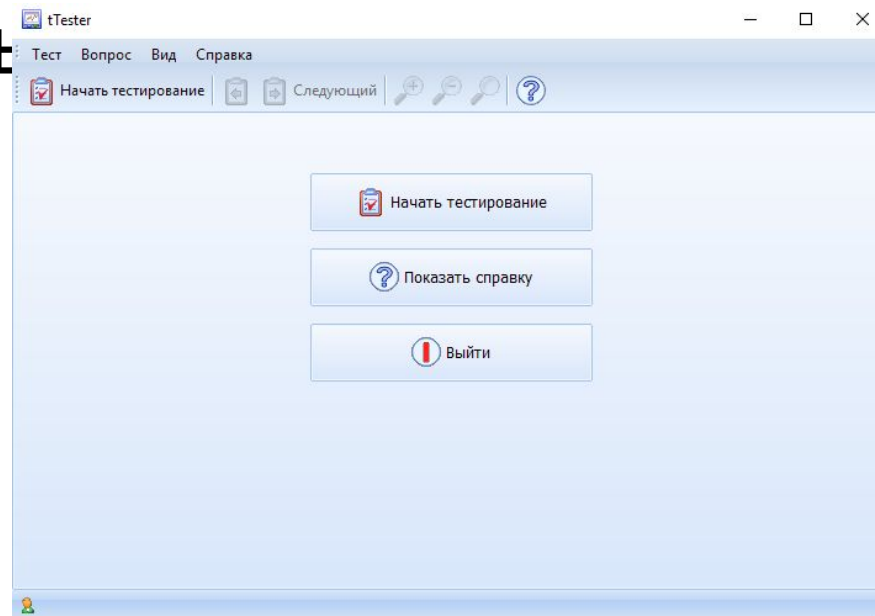 tTester
Тест Вопрос Вид Справка
Начать тестирование Следующий
Начать тестирование
Показать справку
Выйти